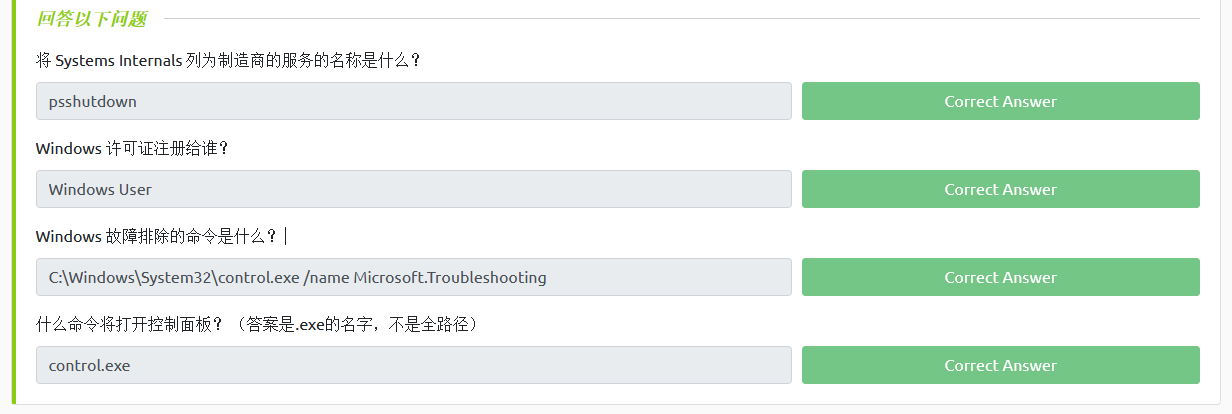 回答以下问题
将 Systems Internals 列为制造商的服务的名称是什么？
psshutdown
Correct Answer
Windows 许可证注册给谁？
Windows User
Correct Answer
Windows 故障排除的命令是什么？
C:\Windows\System32\control.exe /name Microsoft.Troubleshooting
Correct Answer
什么命令将打开控制面板？（答案是.exe的名字，不是全路径）
control.exe
Correct Answer